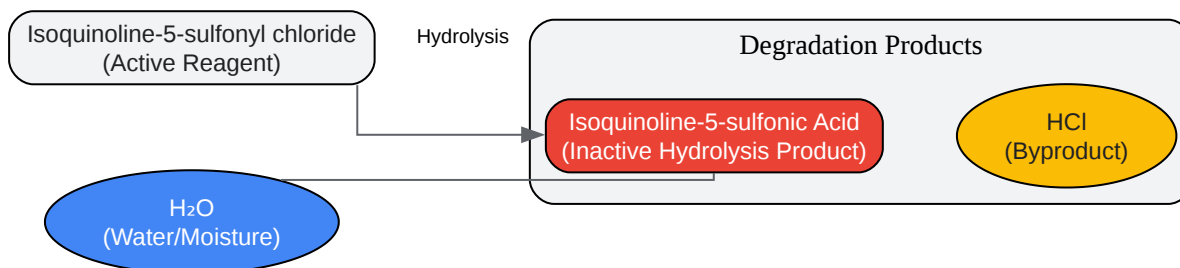 Isoquinoline-5-sulfonyl chloride
(Active Reagent)
Hydrolysis
Degradation Products
Isoquinoline-5-sulfonic Acid
(Inactive Hydrolysis Product)
HCl
(Byproduct)
H₂O
(Water/Moisture)